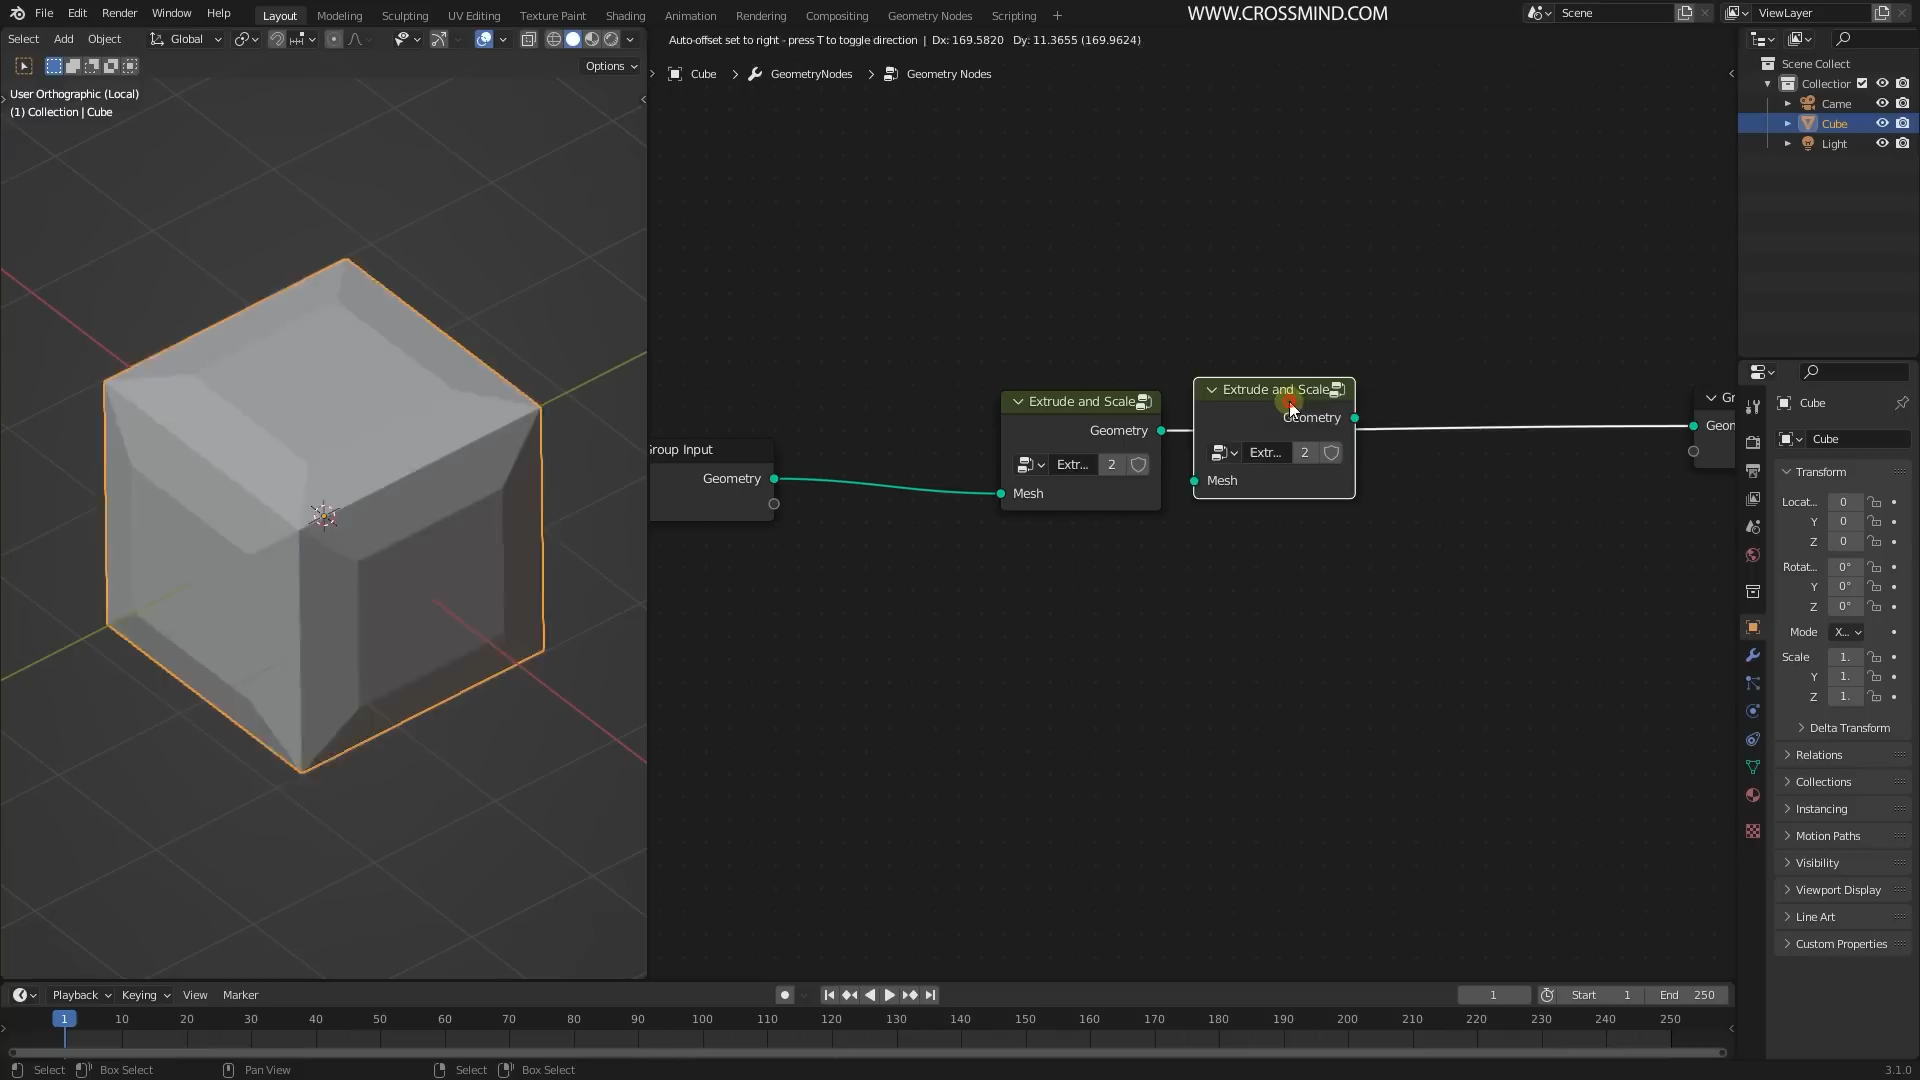 File Edit Render Window Help
Layout Modeling Sculpting UV Editing Texture Paint Shading Animation Rendering Compositing Geometry Nodes Scripting +
WWW.CROSSMIND.COM
Scene
ViewLayer
Select Add Object Global
Options
User Orthographic (Local)
(1) Collection | Cube
Auto-offset set to right - press T to toggle direction | Dx: 169.5820 Dy: 11.3655 (169.9624)
Cube > GeometryNodes > Geometry Nodes
Group Input
Geometry
Extrude and Scale
Geometry
Extr... 2
Mesh
Extrude and Scale
Geometry
Extr... 2
Mesh
Gr
Geon
Scene Collect
Collection
Came
Cube
Light
Cube
Cube
Transform
Locat... 0
Y 0
Z 0
Rotat... 0°
Y 0°
Z 0°
Mode X...
Scale 1.
Y 1.
Z 1.
Delta Transform
Relations
Collections
Instancing
Motion Paths
Visibility
Viewport Display
Line Art
Custom Properties
Playback Keying View Marker
1 Start 1 End 250
1 10 20 30 40 50 60 70 80 90 100 110 120 130 140 150 160 170 180 190 200 210 220 230 240 250
Select Box Select Pan View Select Box Select
3.1.0